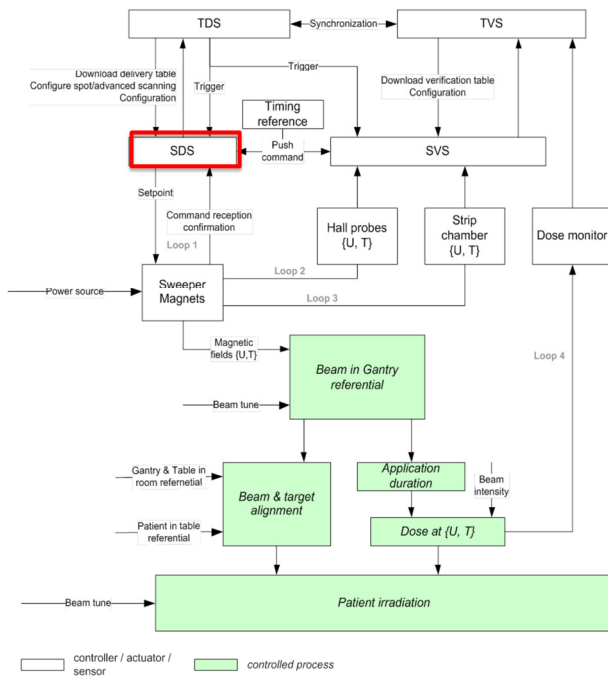 TDS
Synchronization
TVS
Download delivery table
Configure spot/advanced scanning
Configuration
Trigger
Trigger
Download verification table
Configuration
Timing
reference
SDS
Push
command
SVS
Setpoint
Command reception
confirmation
Loop 1
Hall probes
{U, T}
Strip
chamber
{U, T}
Dose monitor
Loop 2
Sweeper
Magnets
Power source
Loop 3
Magnetic
fields {U,T}
Loop 4
Beam in Gantry
referential
Beam tune
Gantry & Table in
room refernetial
Beam & target
alignment
Application
duration
Beam
intensity
Patient in table
referential
Dose at {U, T}
Beam tune
Patient irradiation
controller / actuator /
sensor
controlled process